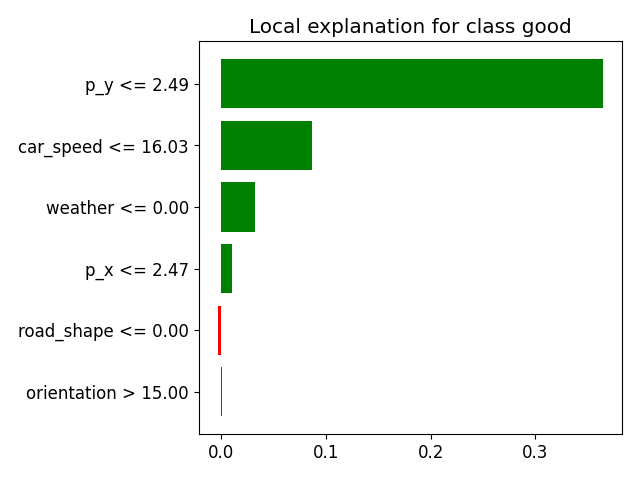 Local explanation for class good
p_y <= 2.49
car_speed <= 16.03
weather <= 0.00
p_x <= 2.47
road_shape <= 0.00
orientation > 15.00
0.0 0.1 0.2 0.3